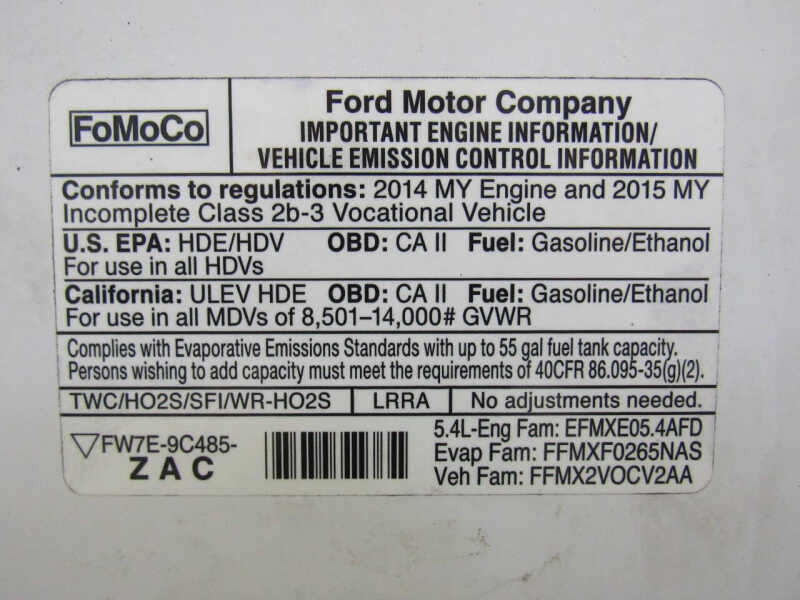 FoMoCo
Ford Motor Company
IMPORTANT ENGINE INFORMATION/
VEHICLE EMISSION CONTROL INFORMATION
Conforms to regulations: 2014 MY Engine and 2015 MY
Incomplete Class 2b-3 Vocational Vehicle
U.S. EPA: HDE/HDV OBD: CA II Fuel: Gasoline/Ethanol
For use in all HDVs
California: ULEV HDE OBD: CA II Fuel: Gasoline/Ethanol
For use in all MDVs of 8,501–14,000# GVWR
Complies with Evaporative Emissions Standards with up to 55 gal fuel tank capacity.
Persons wishing to add capacity must meet the requirements of 40CFR 86.095-35(g)(2).
TWC/HO2S/SFI/WR-HO2S LRRA No adjustments needed.
FW7E-9C485-
Z A C
5.4L-Eng Fam: EFMXE05.4AFD
Evap Fam: FFMXF0265NAS
Veh Fam: FFMX2VOCV2AA